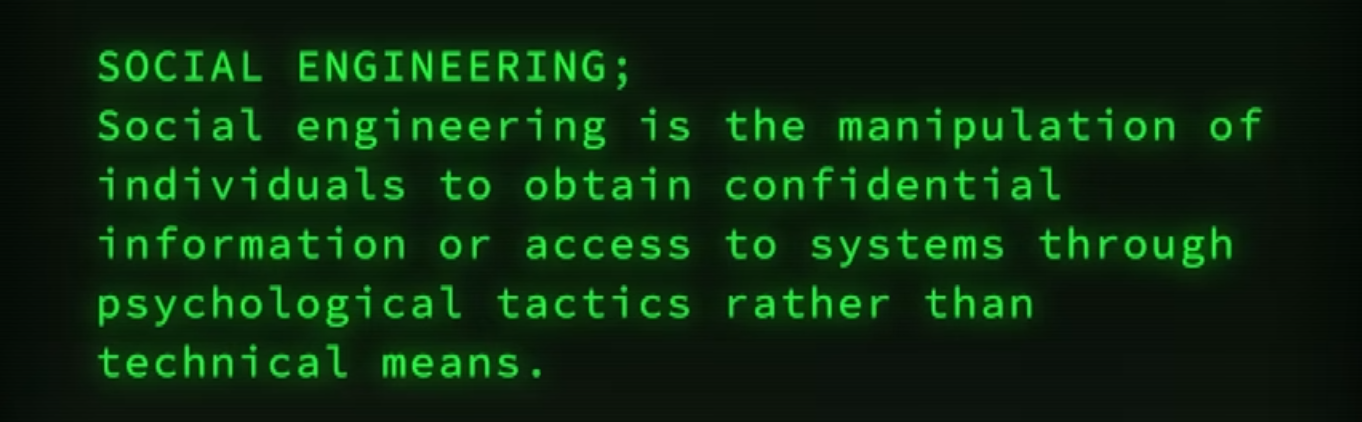 SOCIAL ENGINEERING;
Social engineering is the manipulation of
individuals to obtain confidential
information or access to systems through
psychological tactics rather than
technical means.